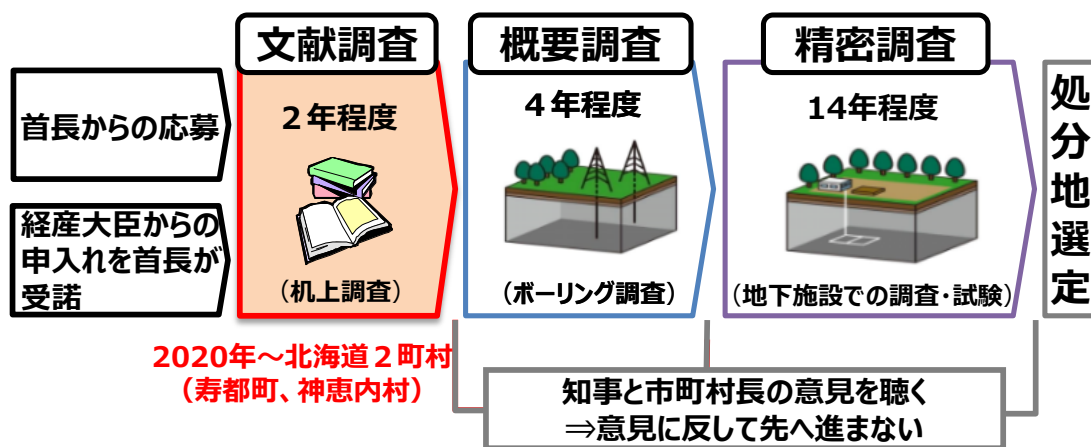 文献調査
概要調査
精密調査
首長からの応募
経産大臣からの
申入れを首長が
受諾
２年程度
（机上調査）
４年程度
（ボーリング調査）
14年程度
（地下施設での調査・試験）
処分地選定
2020年～北海道２町村
（寿都町、神恵内村）
知事と市町村長の意見を聴く
⇒意見に反して先へ進まない